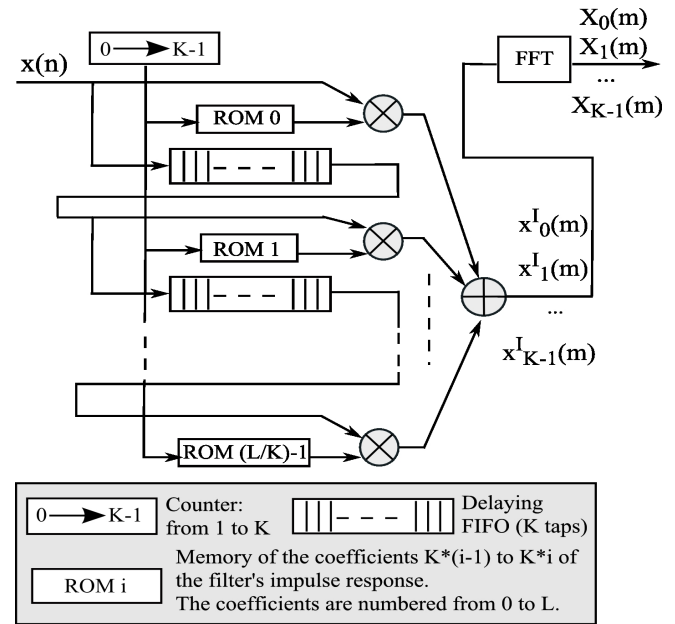 0 K-1
x(n)
ROM 0
ROM 1
ROM (L/K)-1
FFT
X0(m)
X1(m)
...
XK-1(m)
xI0(m)
xI1(m)
...
xIK-1(m)
0 K-1
Counter:
from 1 to K
Delaying
FIFO (K taps)
ROM i
Memory of the coefficients K*(i-1) to K*i of
the filter's impulse response.
The coefficients are numbered from 0 to L.